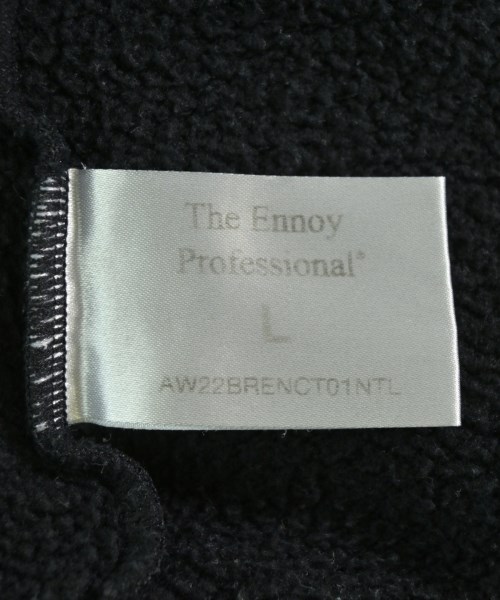 The Ennoy
Professional®
L
AW22BRENCT01NTL